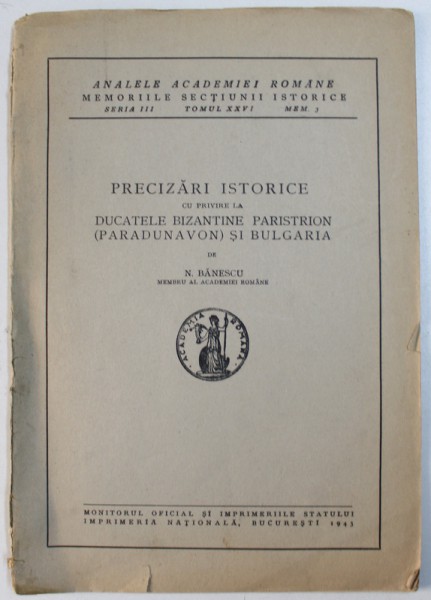 ANALELE ACADEMIEI ROMÂNE
MEMORIILE SECȚIUNII ISTORICE
SERIA III TOMUL XXVI MEM. 3
PRECIZĂRI ISTORICE
CU PRIVIRE LA
DUCATELE BIZANTINE PARISTRION
(PARADUNAVON) ȘI BULGARIA
DE
N. BĂNESCU
MEMBRU AL ACADEMIEI ROMÂNE
ACADEMIA ROMÂNĂ
MONITORUL OFICIAL ȘI IMPRIMERIILE STATULUI
IMPRIMERIA NAȚIONALĂ, BUCUREȘTI 1943